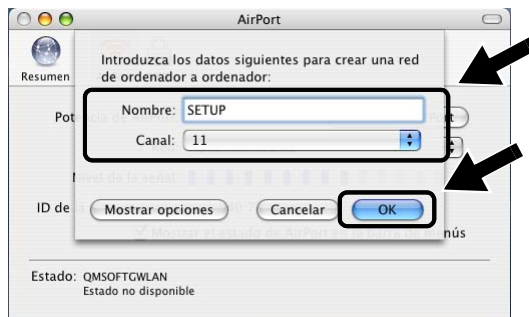 AirPort
Resumen
Introduzca los datos siguientes para crear una red
de ordenador a ordenador:
Nombre: SETUP
Canal: 11
Nivel de la señal
ID de
Mostrar opciones
Cancelar
OK
Mostrar el estado de AirPort en la barra de menús
Estado: QMSOFTGWLAN
Estado no disponible